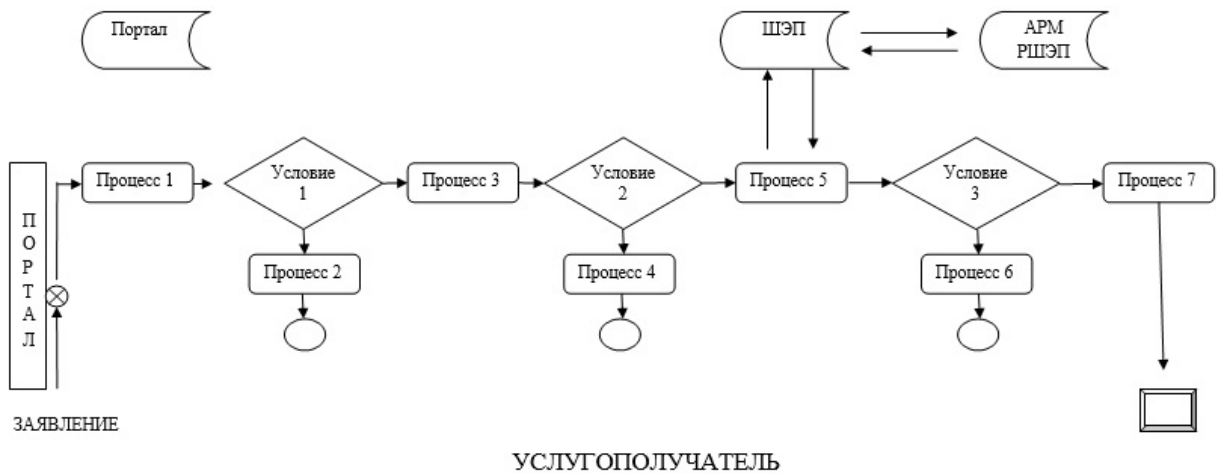 Портал
ШЭП
АРМ
РШЭП
ПОРТАЛ
Процесс 1
Условие
1
Процесс 3
Условие
2
Процесс 5
Условие
3
Процесс 7
Процесс 2
Процесс 4
Процесс 6
ЗАЯВЛЕНИЕ
УСЛУГОПОЛУЧАТЕЛЬ